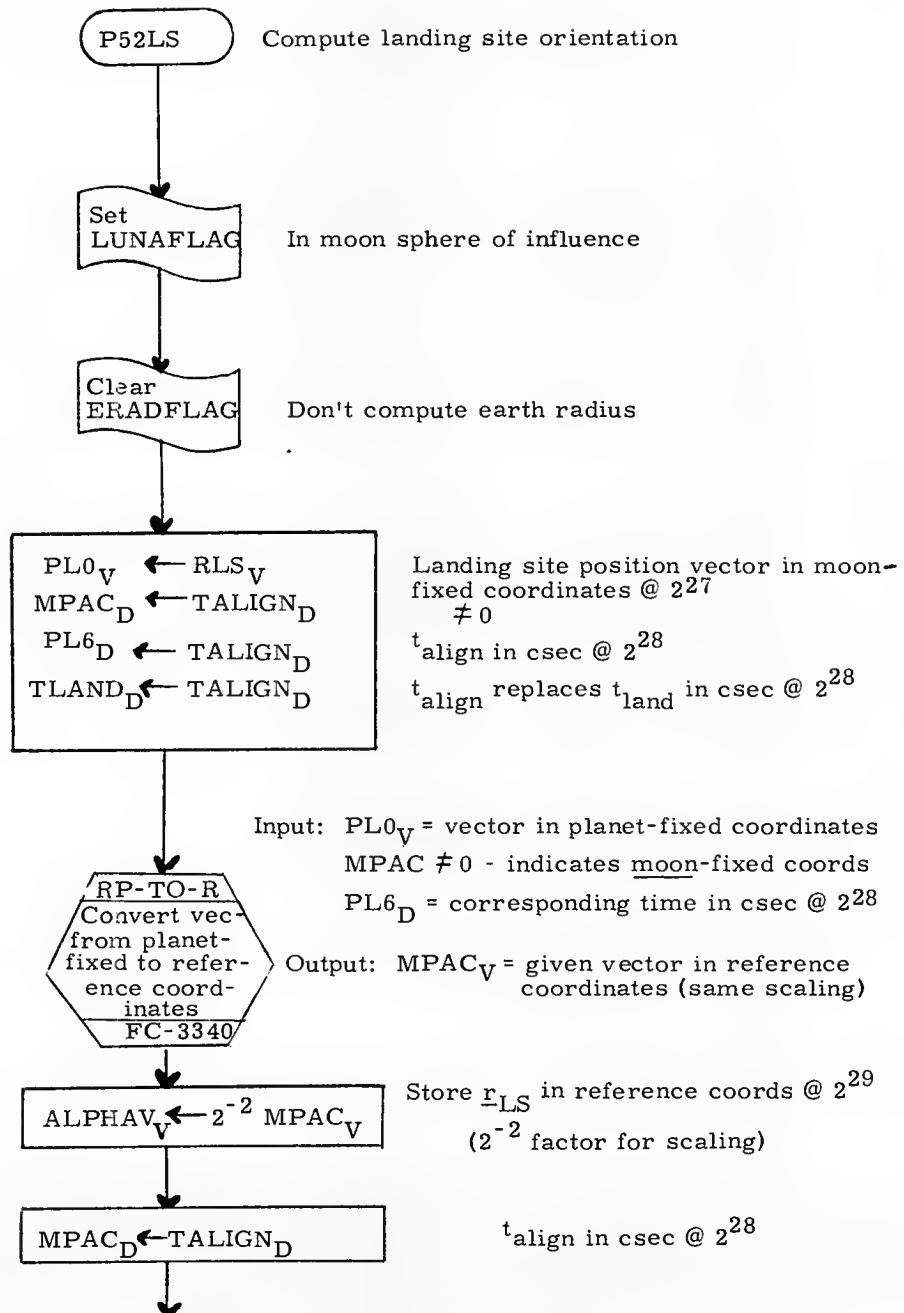 P52LS Compute landing site orientation
Set
LUNAFLAG In moon sphere of influence
Clear
ERADFLAG Don't compute earth radius
PL0V ← RLSV Landing site position vector in moon-
fixed coordinates @ 2^27
MPACD ← TALIGND ≠ 0
PL6D ← TALIGND talign in csec @ 2^28
TLANDD ← TALIGND talign replaces tland in csec @ 2^28
Input: PL0V = vector in planet-fixed coordinates
MPAC ≠ 0 - indicates moon-fixed coords
PL6D = corresponding time in csec @ 2^28
RP-TO-R
Convert vec-
from planet-
fixed to refer-
ence coord-
inates
FC-3340
Output: MPACV = given vector in reference
coordinates (same scaling)
ALPHAVV ← 2^-2 MPACV Store rLS in reference coords @ 2^29
(2^-2 factor for scaling)
MPACD ← TALIGND talign in csec @ 2^28